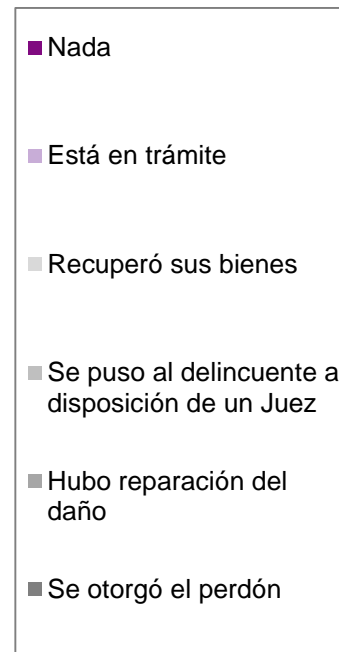 Nada
Está en trámite
Recuperó sus bienes
Se puso al delincuente a
disposición de un Juez
Hubo reparación del
daño
Se otorgó el perdón